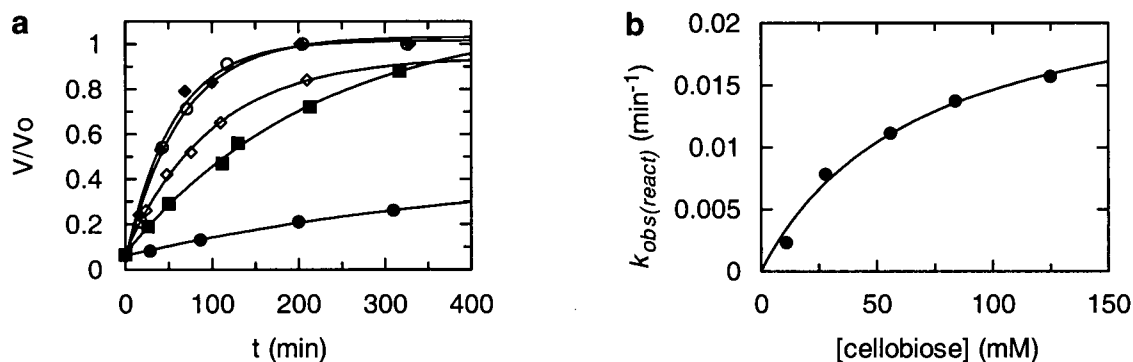 a
V/Vo
1
0.8
0.6
0.4
0.2
0
0 100 200 300 400
t (min)
b
k_obs(react) (min⁻¹)
0.02
0.015
0.01
0.005
0
0 50 100 150
[cellobiose] (mM)